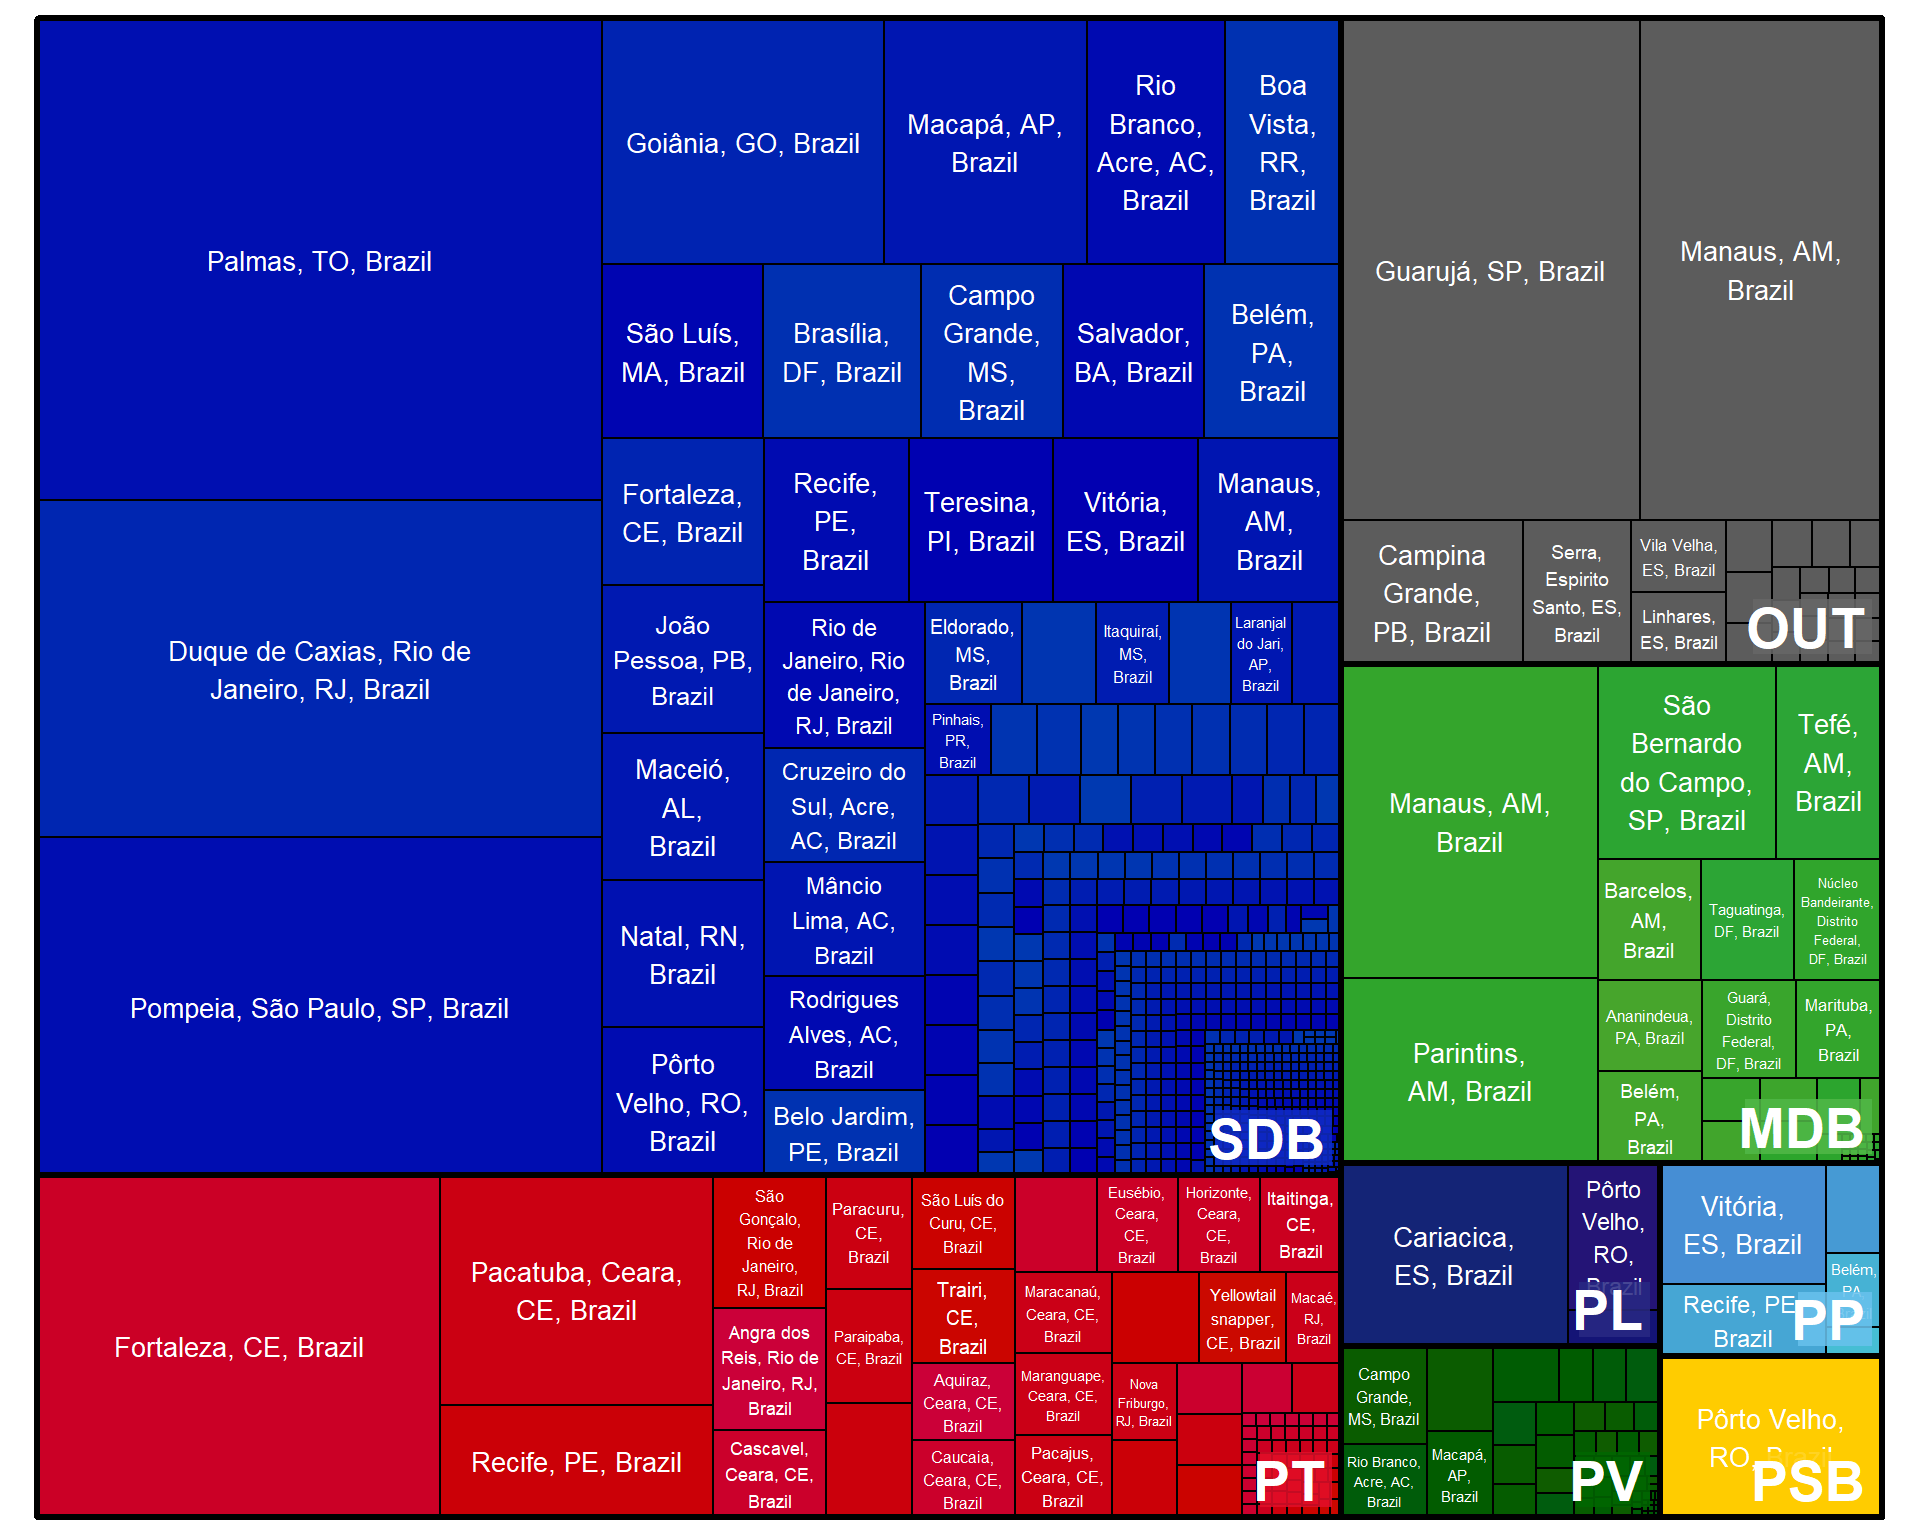 Palmas, TO, Brazil
Duque de Caxias, Rio de
Janeiro, RJ, Brazil
Pompeia, São Paulo, SP, Brazil
Goiânia, GO, Brazil
Macapá, AP,
Brazil
Rio
Branco,
Acre, AC,
Brazil
Boa
Vista,
RR,
Brazil
São Luís,
MA, Brazil
Brasília,
DF, Brazil
Campo
Grande,
MS,
Brazil
Salvador,
BA, Brazil
Belém,
PA,
Brazil
Fortaleza,
CE, Brazil
João
Pessoa, PB,
Brazil
Maceió,
AL,
Brazil
Natal, RN,
Brazil
Pôrto
Velho, RO,
Brazil
Recife,
PE,
Brazil
Teresina,
PI, Brazil
Vitória,
ES, Brazil
Manaus,
AM,
Brazil
Rio de
Janeiro, Rio
de Janeiro,
RJ, Brazil
Cruzeiro do
Sul, Acre,
AC, Brazil
Mâncio
Lima, AC,
Brazil
Rodrigues
Alves, AC,
Brazil
Belo Jardim,
PE, Brazil
Eldorado,
MS,
Brazil
Itaquiraí,
MS,
Brazil
Laranjal
do Jari,
AP,
Brazil
Pinhais,
PR,
Brazil
SDB
Guarujá, SP, Brazil
Manaus, AM,
Brazil
Campina
Grande,
PB, Brazil
Serra,
Espirito
Santo, ES,
Brazil
Vila Velha,
ES, Brazil
Linhares,
ES, Brazil
OUT
Manaus, AM,
Brazil
Parintins,
AM, Brazil
São
Bernardo
do Campo,
SP, Brazil
Tefé,
AM,
Brazil
Barcelos,
AM,
Brazil
Taguatinga,
DF, Brazil
Núcleo
Bandeirante,
Distrito
Federal,
DF, Brazil
Ananindeua,
PA, Brazil
Guará,
Distrito
Federal,
DF, Brazil
Marituba,
PA,
Brazil
Belém,
PA,
Brazil
MDB
Fortaleza, CE, Brazil
Pacatuba, Ceara,
CE, Brazil
Recife, PE, Brazil
São
Gonçalo,
Rio de
Janeiro,
RJ, Brazil
Angra dos
Reis, Rio de
Janeiro, RJ,
Brazil
Cascavel,
Ceara, CE,
Brazil
Paracuru,
CE,
Brazil
Paraipaba,
CE, Brazil
São Luís do
Curu, CE,
Brazil
Trairi,
CE,
Brazil
Aquiraz,
Ceara, CE,
Brazil
Caucaia,
Ceara, CE,
Brazil
Eusébio,
Ceara,
CE,
Brazil
Horizonte,
Ceara,
CE,
Brazil
Itaitinga,
CE,
Brazil
Maracanaú,
Ceara, CE,
Brazil
Maranguape,
Ceara, CE,
Brazil
Pacajus,
Ceara, CE,
Brazil
Yellowtail
snapper,
CE, Brazil
Macaé,
RJ,
Brazil
Nova
Friburgo,
RJ, Brazil
PT
Cariacica,
ES, Brazil
Pôrto
Velho,
RO,
Brazil
PL
Vitória,
ES, Brazil
Recife, PE,
Brazil
Belém,
PA,
PP
Campo
Grande,
MS, Brazil
Rio Branco,
Acre, AC,
Brazil
Macapá,
AP,
Brazil
PV
Pôrto Velho,
RO, Brazil
PSB